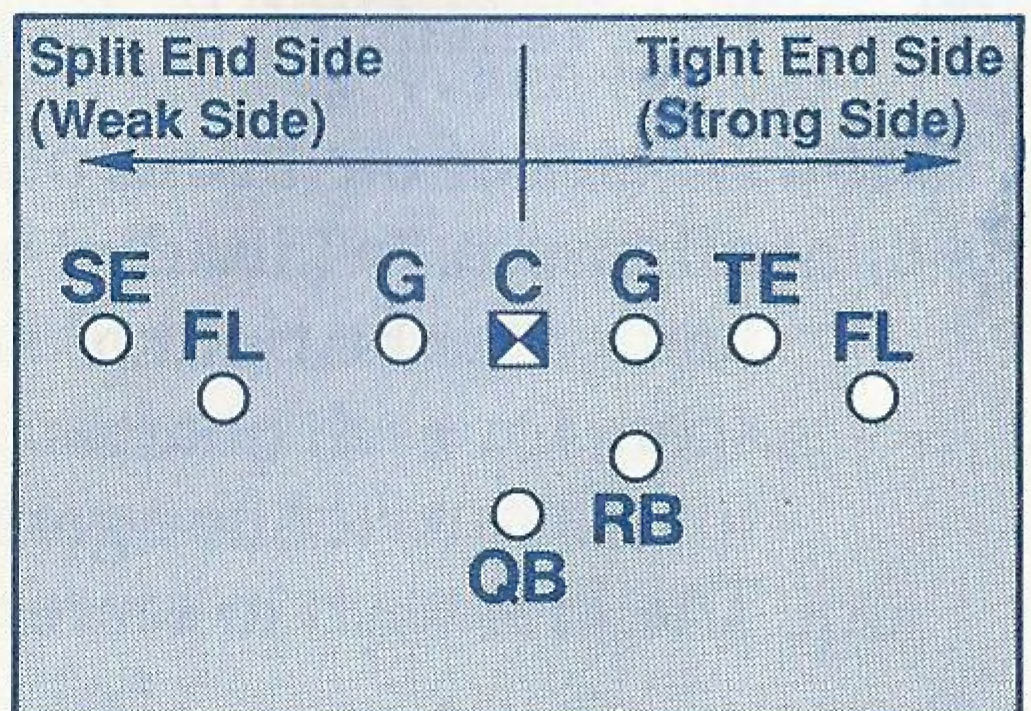 Split End Side
(Weak Side)
Tight End Side
(Strong Side)
SE FL G C G TE FL
RB
QB